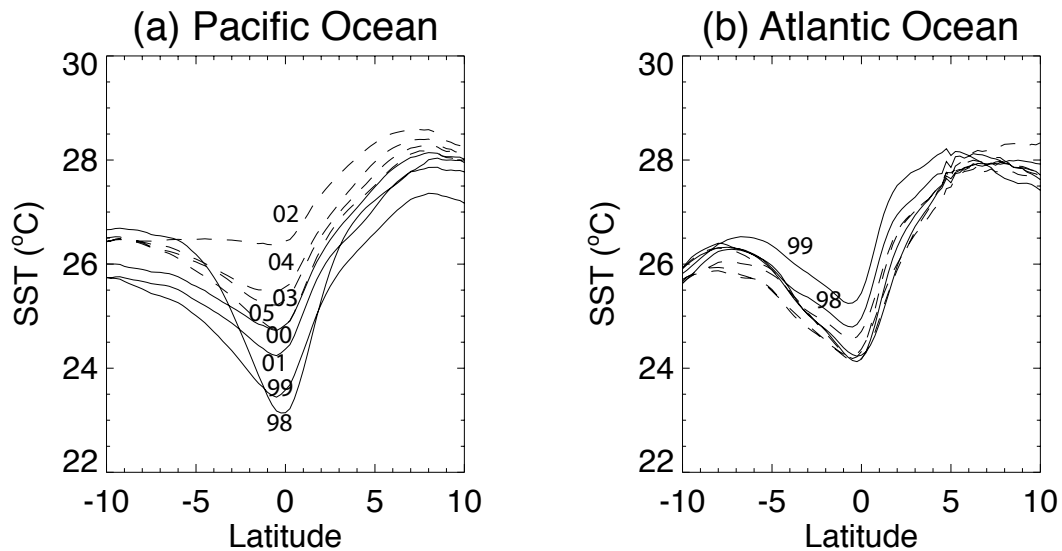 (a) Pacific Ocean
30
28
26
24
22
SST (°C)
02
04
03
05
00
01
99
98
-10 -5 0 5 10
Latitude
(b) Atlantic Ocean
30
28
26
24
22
SST (°C)
99
98
-10 -5 0 5 10
Latitude